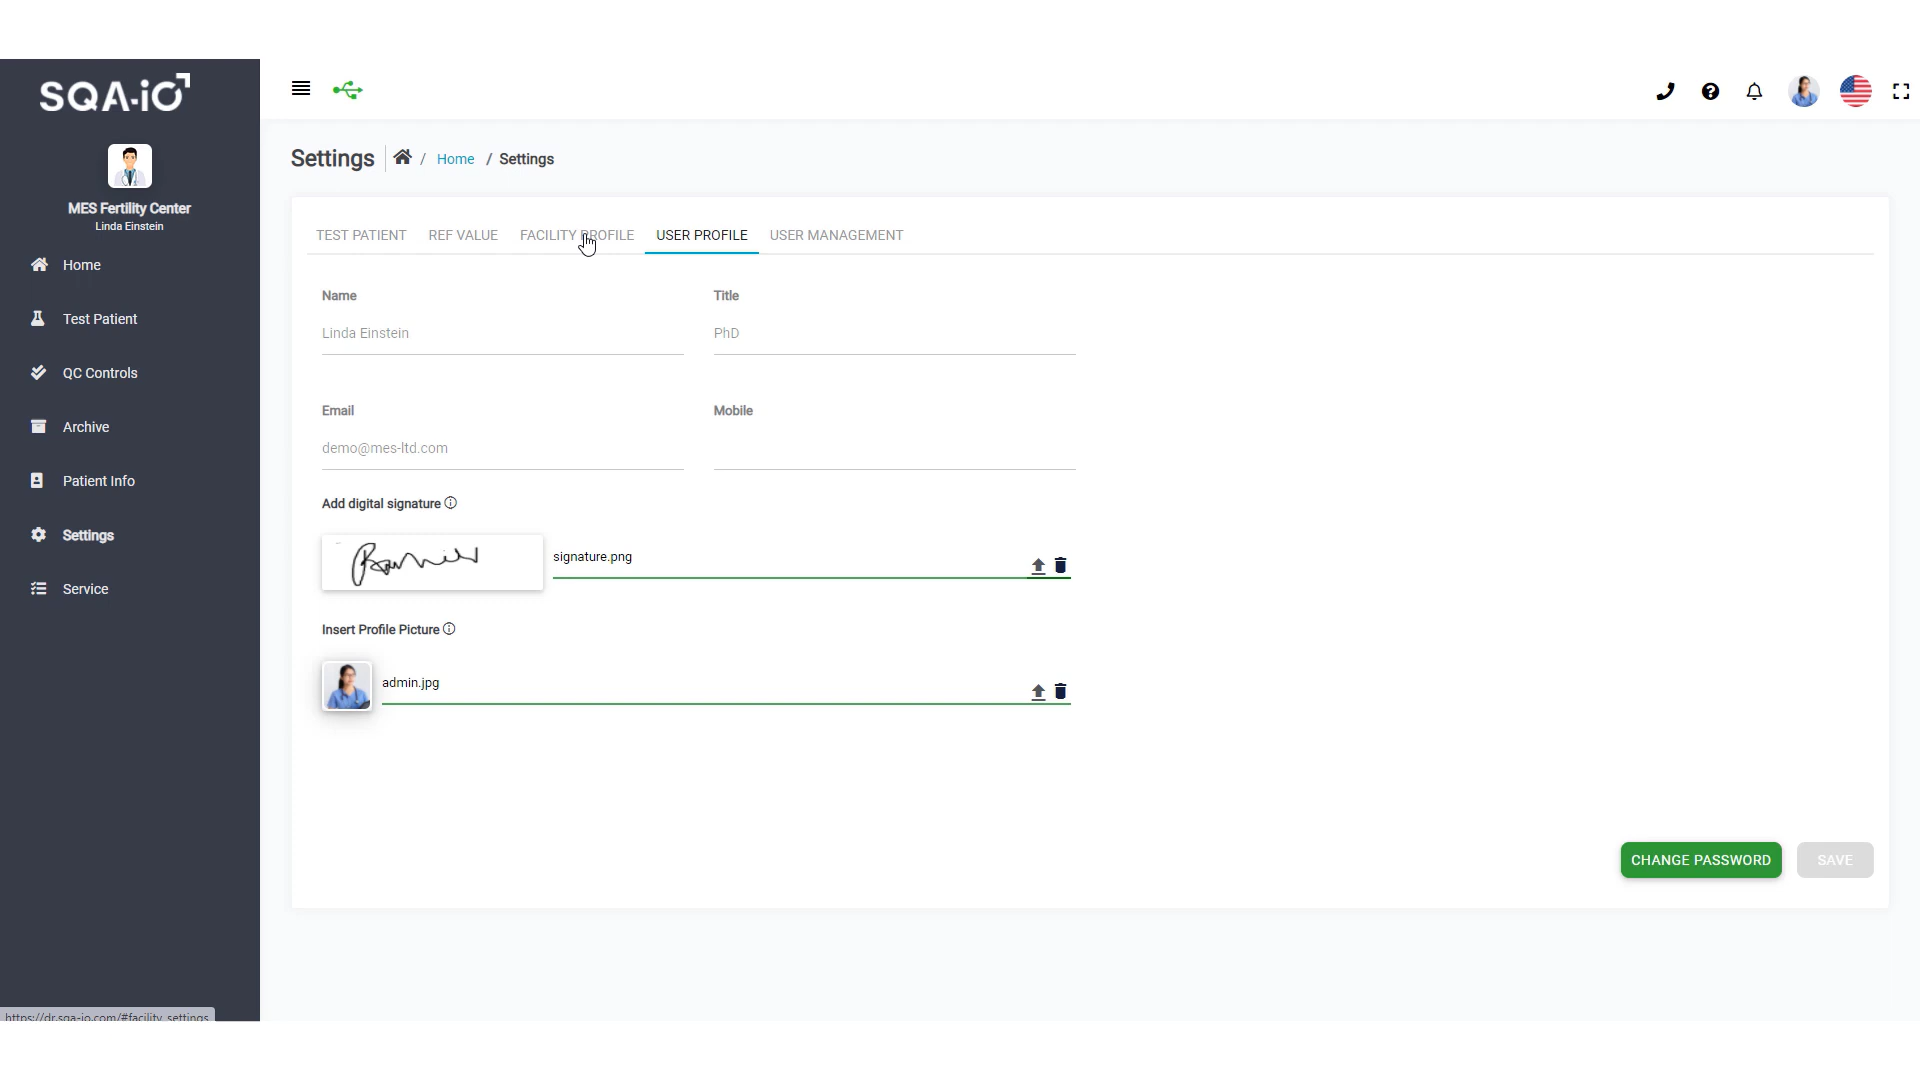 SQA-iO
MES Fertility Center
Linda Einstein
Home
Test Patient
QC Controls
Archive
Patient Info
Settings
Service
https://dr.sqa-io.com/#facility_settings
Settings / Home / Settings
TEST PATIENT REF VALUE FACILITY PROFILE USER PROFILE USER MANAGEMENT
Name Title
Linda Einstein PhD
Email Mobile
demo@mes-ltd.com
Add digital signature
signature.png
Insert Profile Picture
admin.jpg
CHANGE PASSWORD SAVE